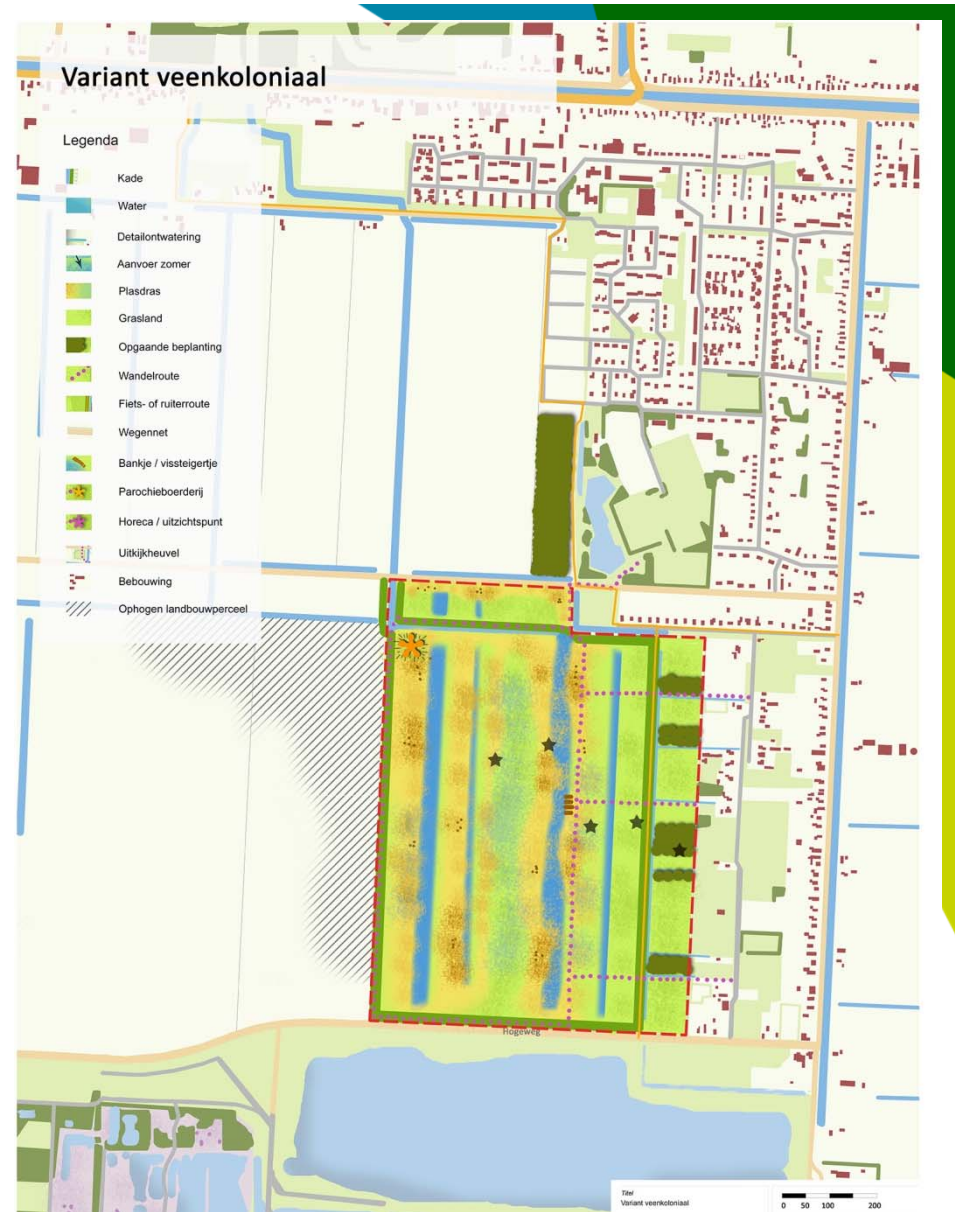 Variant veenkoloniaal
Legenda
Kade
Water
Detailontwatering
Aanvoer zomer
Plasdras
Grasland
Opgaande beplanting
Wandelroute
Fiets- of ruiterroute
Wegennet
Bankje / vissteigertje
Parochieboerderij
Horeca / uitzichtspunt
Uitkijkheuvel
Bebouwing
Ophogen landbouwperceel
Hogeweg
Titel
Variant veenkoloniaal
0 50 100 200